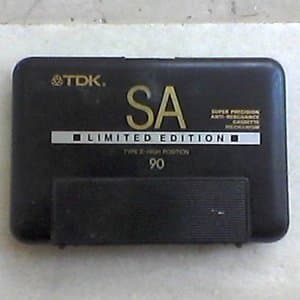 TDK.
SA
SUPER PRECISION
ANTI-RESONANCE
CASSETTE
MECHANISM
LIMITED EDITION
TYPE II·HIGH POSITION
90